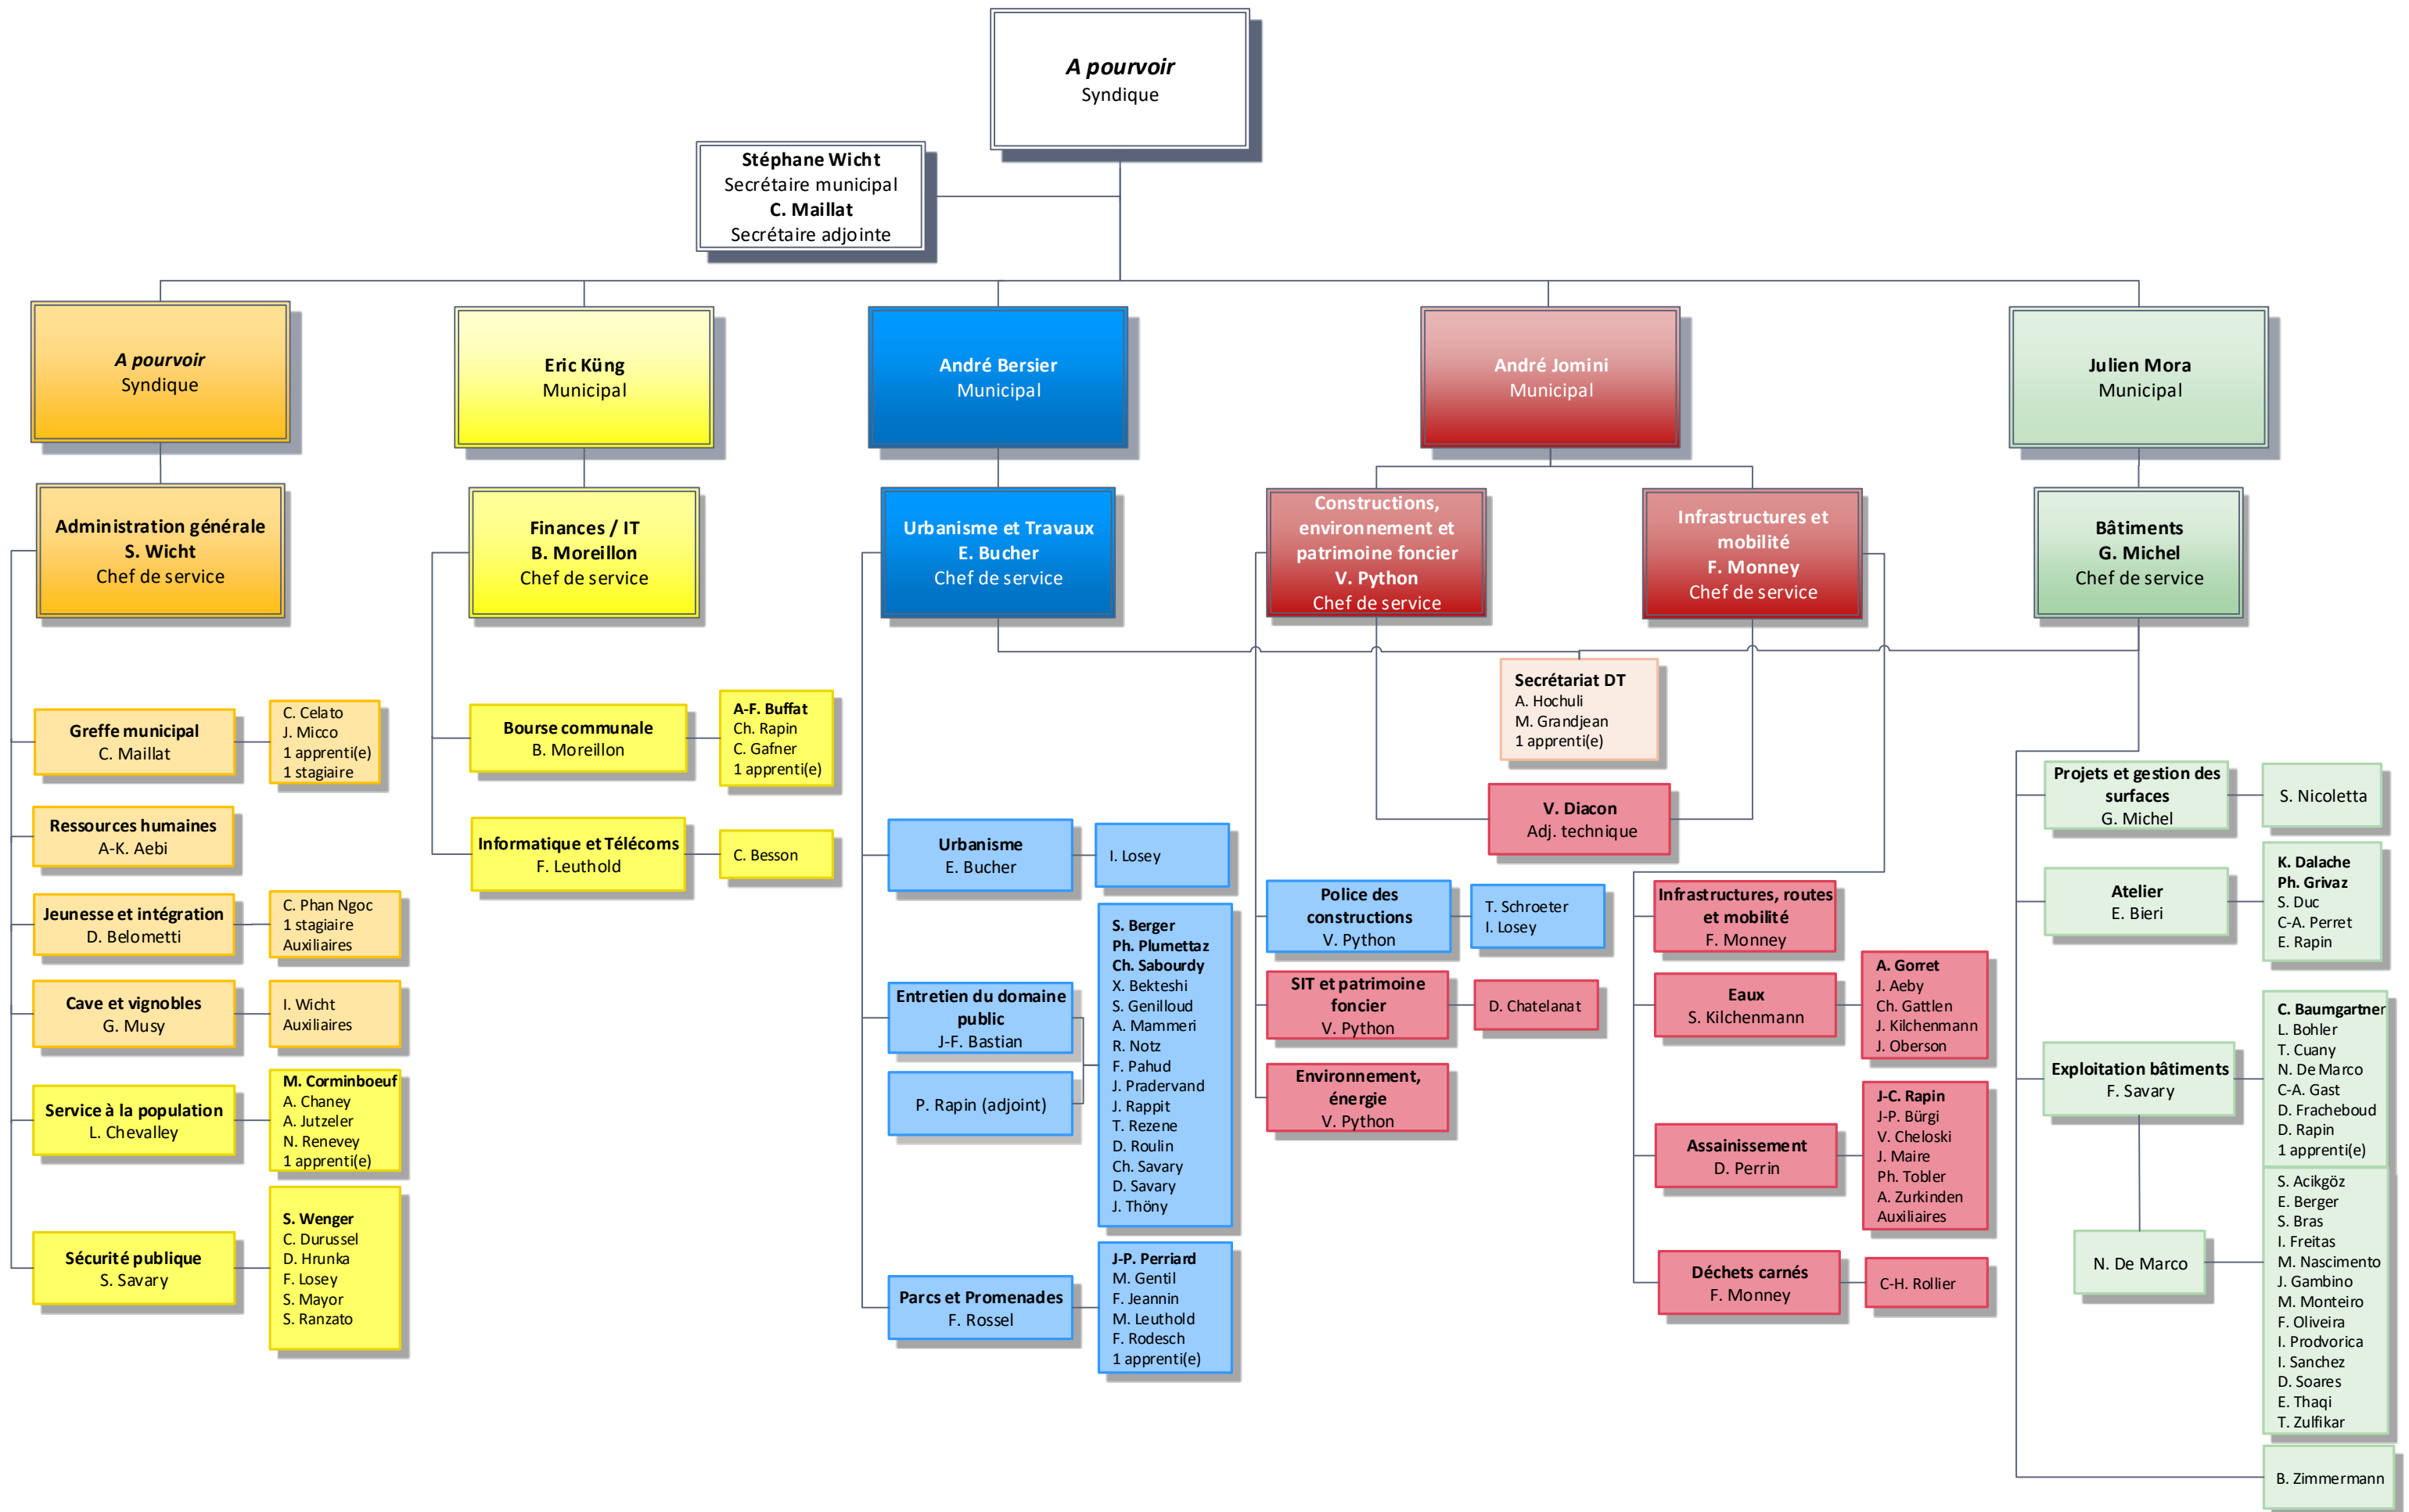 A pourvoir
Syndique
Stéphane Wicht
Secrétaire municipal
C. Maillat
Secrétaire adjointe
A pourvoir
Syndique
Eric Küng
Municipal
André Bersier
Municipal
André Jomini
Municipal
Julien Mora
Municipal
Administration générale
S. Wicht
Chef de service
Finances / IT
B. Moreillon
Chef de service
Urbanisme et Travaux
E. Bucher
Chef de service
Constructions,
environnement et
patrimoine foncier
V. Python
Chef de service
Infrastructures et
mobilité
F. Monney
Chef de service
Bâtiments
G. Michel
Chef de service
Greffe municipal
C. Maillat
C. Celato
J. Micco
1 apprenti(e)
1 stagiaire
Ressources humaines
A-K. Aebi
Jeunesse et intégration
D. Belometti
C. Phan Ngoc
1 stagiaire
Auxiliaires
Cave et vignobles
G. Musy
I. Wicht
Auxiliaires
Service à la population
L. Chevalley
M. Corminboeuf
A. Chaney
A. Jutzeler
N. Renevey
1 apprenti(e)
Sécurité publique
S. Savary
S. Wenger
C. Durussel
D. Hrunka
F. Losey
S. Mayor
S. Ranzato
Bourse communale
B. Moreillon
A-F. Buffat
Ch. Rapin
C. Gafner
1 apprenti(e)
Informatique et Télécoms
F. Leuthold
C. Besson
Urbanisme
E. Bucher
I. Losey
Entretien du domaine
public
J-F. Bastian
P. Rapin (adjoint)
S. Berger
Ph. Plumettaz
Ch. Sabourdy
X. Bekteshi
S. Genilloud
A. Mammeri
R. Notz
F. Pahud
J. Pradervand
J. Rappit
T. Rezene
D. Roulin
Ch. Savary
D. Savary
J. Thöny
Parcs et Promenades
F. Rossel
J-P. Perriard
M. Gentil
F. Jeannin
M. Leuthold
F. Rodesch
1 apprenti(e)
Secrétariat DT
A. Hochuli
M. Grandjean
1 apprenti(e)
V. Diacon
Adj. technique
Police des
constructions
V. Python
T. Schroeter
I. Losey
SIT et patrimoine
foncier
V. Python
D. Chatelanat
Environnement,
énergie
V. Python
Infrastructures, routes
et mobilité
F. Monney
Eaux
S. Kilchenmann
A. Gorret
J. Aeby
Ch. Gattlen
J. Kilchenmann
J. Oberson
Assainissement
D. Perrin
J-C. Rapin
J-P. Bürgi
V. Cheloski
J. Maire
Ph. Tobler
A. Zurkinden
Auxiliaires
Déchets carnés
F. Monney
C-H. Rollier
Projets et gestion des
surfaces
G. Michel
S. Nicoletta
Atelier
E. Bieri
K. Dalache
Ph. Grivaz
S. Duc
C-A. Perret
E. Rapin
Exploitation bâtiments
F. Savary
C. Baumgartner
L. Bohler
T. Cuany
N. De Marco
C-A. Gast
D. Fracheboud
D. Rapin
1 apprenti(e)
N. De Marco
S. Acikgöz
E. Berger
S. Bras
I. Freitas
M. Nascimento
J. Gambino
M. Monteiro
F. Oliveira
I. Prodvorica
I. Sanchez
D. Soares
E. Thaqi
T. Zulfikar
B. Zimmermann